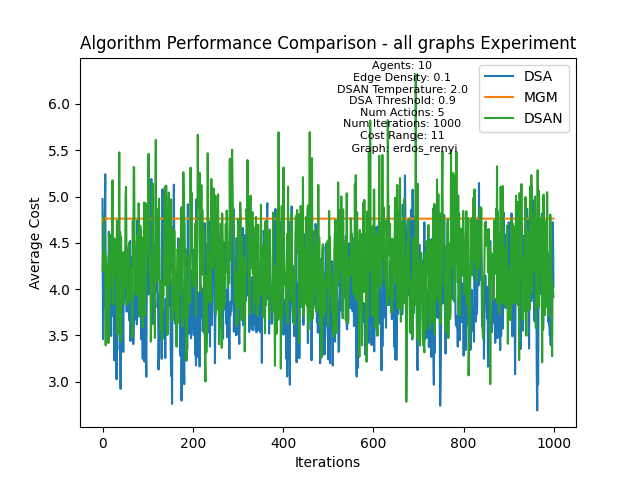 Algorithm Performance Comparison - all graphs Experiment
Agents: 10
Edge Density: 0.1
DSAN Temperature: 2.0
DSA Threshold: 0.9
Num Actions: 5
Num Iterations: 1000
Cost Range: 11
Graph: erdos_renyi
DSA
MGM
DSAN
Average Cost
6.0
5.5
5.0
4.5
4.0
3.5
3.0
0
200
400
600
800
1000
Iterations